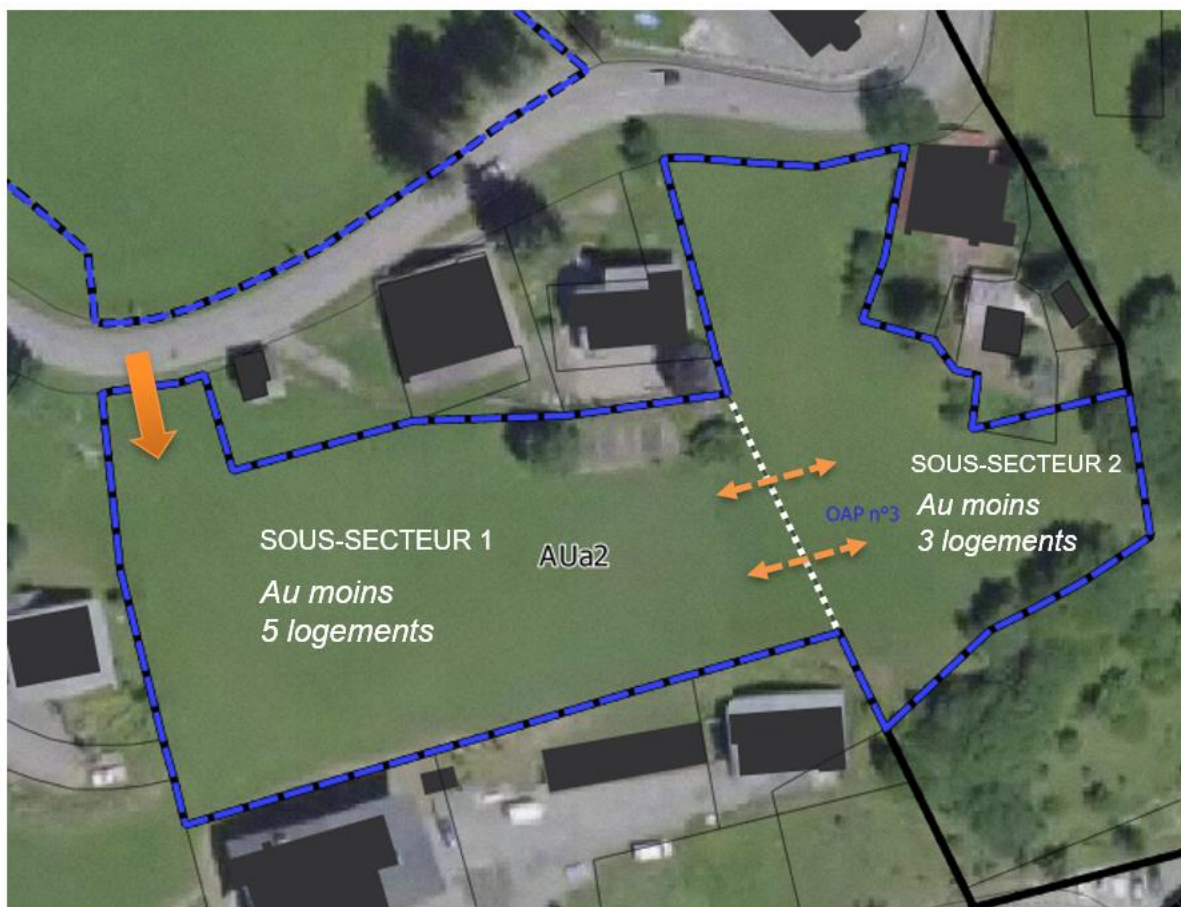 SOUS-SECTEUR 1
Au moins
5 logements
AUa2
OAP n°3
SOUS-SECTEUR 2
Au moins
3 logements